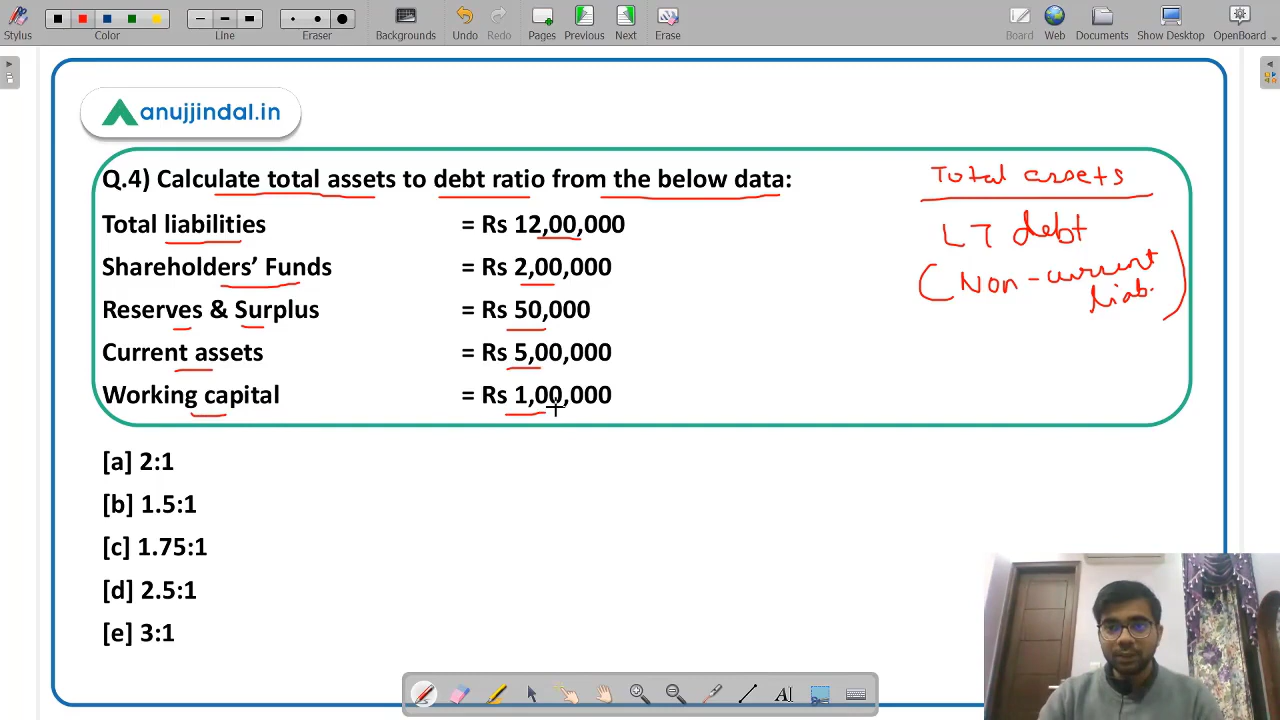 Stylus
Color
Line
Eraser
Backgrounds
Undo
Redo
Pages
Previous
Next
Erase
Board
Web
Documents
Show Desktop
OpenBoard
anujjindal.in
Q.4) Calculate total assets to debt ratio from the below data:
Total liabilities = Rs 12,00,000
Shareholders’ Funds = Rs 2,00,000
Reserves & Surplus = Rs 50,000
Current assets = Rs 5,00,000
Working capital = Rs 1,00,000
Total assets
LT debt
(Non-current
liab.)
[a] 2:1
[b] 1.5:1
[c] 1.75:1
[d] 2.5:1
[e] 3:1